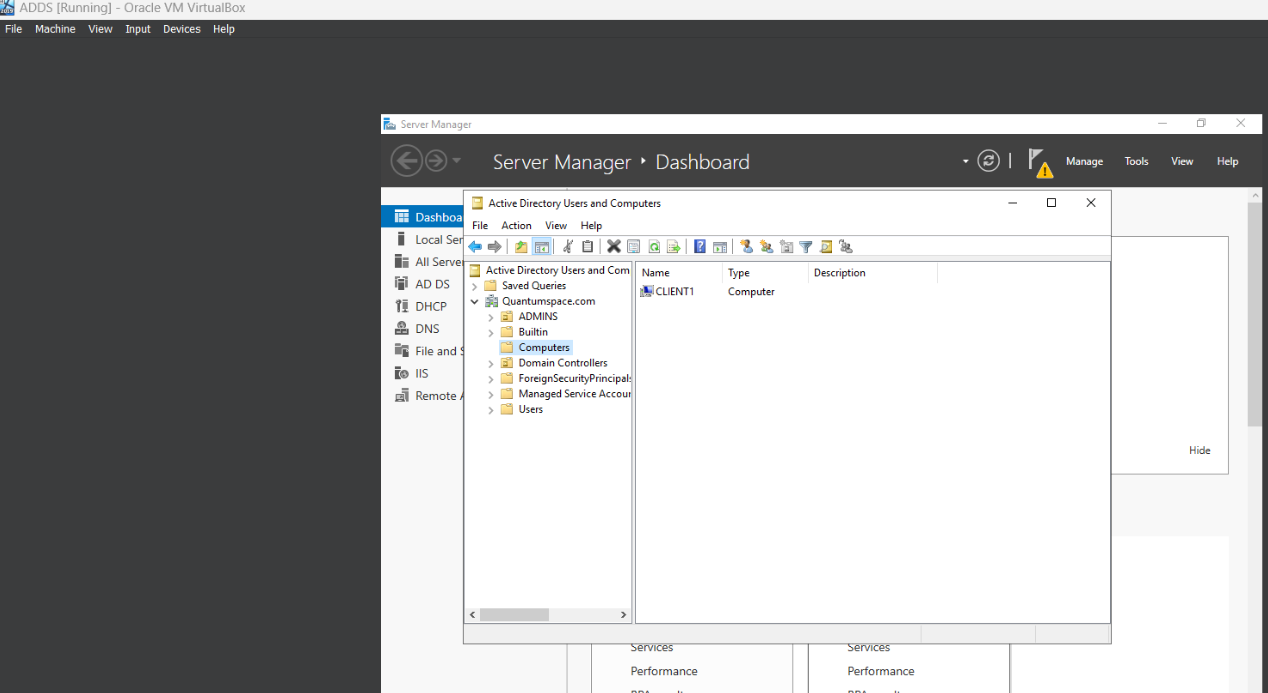 ADDS [Running] - Oracle VM VirtualBox
File Machine View Input Devices Help
Server Manager
Server Manager ‣ Dashboard
Manage Tools View Help
Dashboa
Local Ser
All Serve
AD DS
DHCP
DNS
File and S
IIS
Remote A
Active Directory Users and Computers
File Action View Help
Active Directory Users and Com
Saved Queries
Quantumspace.com
ADMINS
Builtin
Computers
Domain Controllers
ForeignSecurityPrincipals
Managed Service Accour
Users
Name Type Description
CLIENT1 Computer
Hide
Services
Performance
Services
Performance